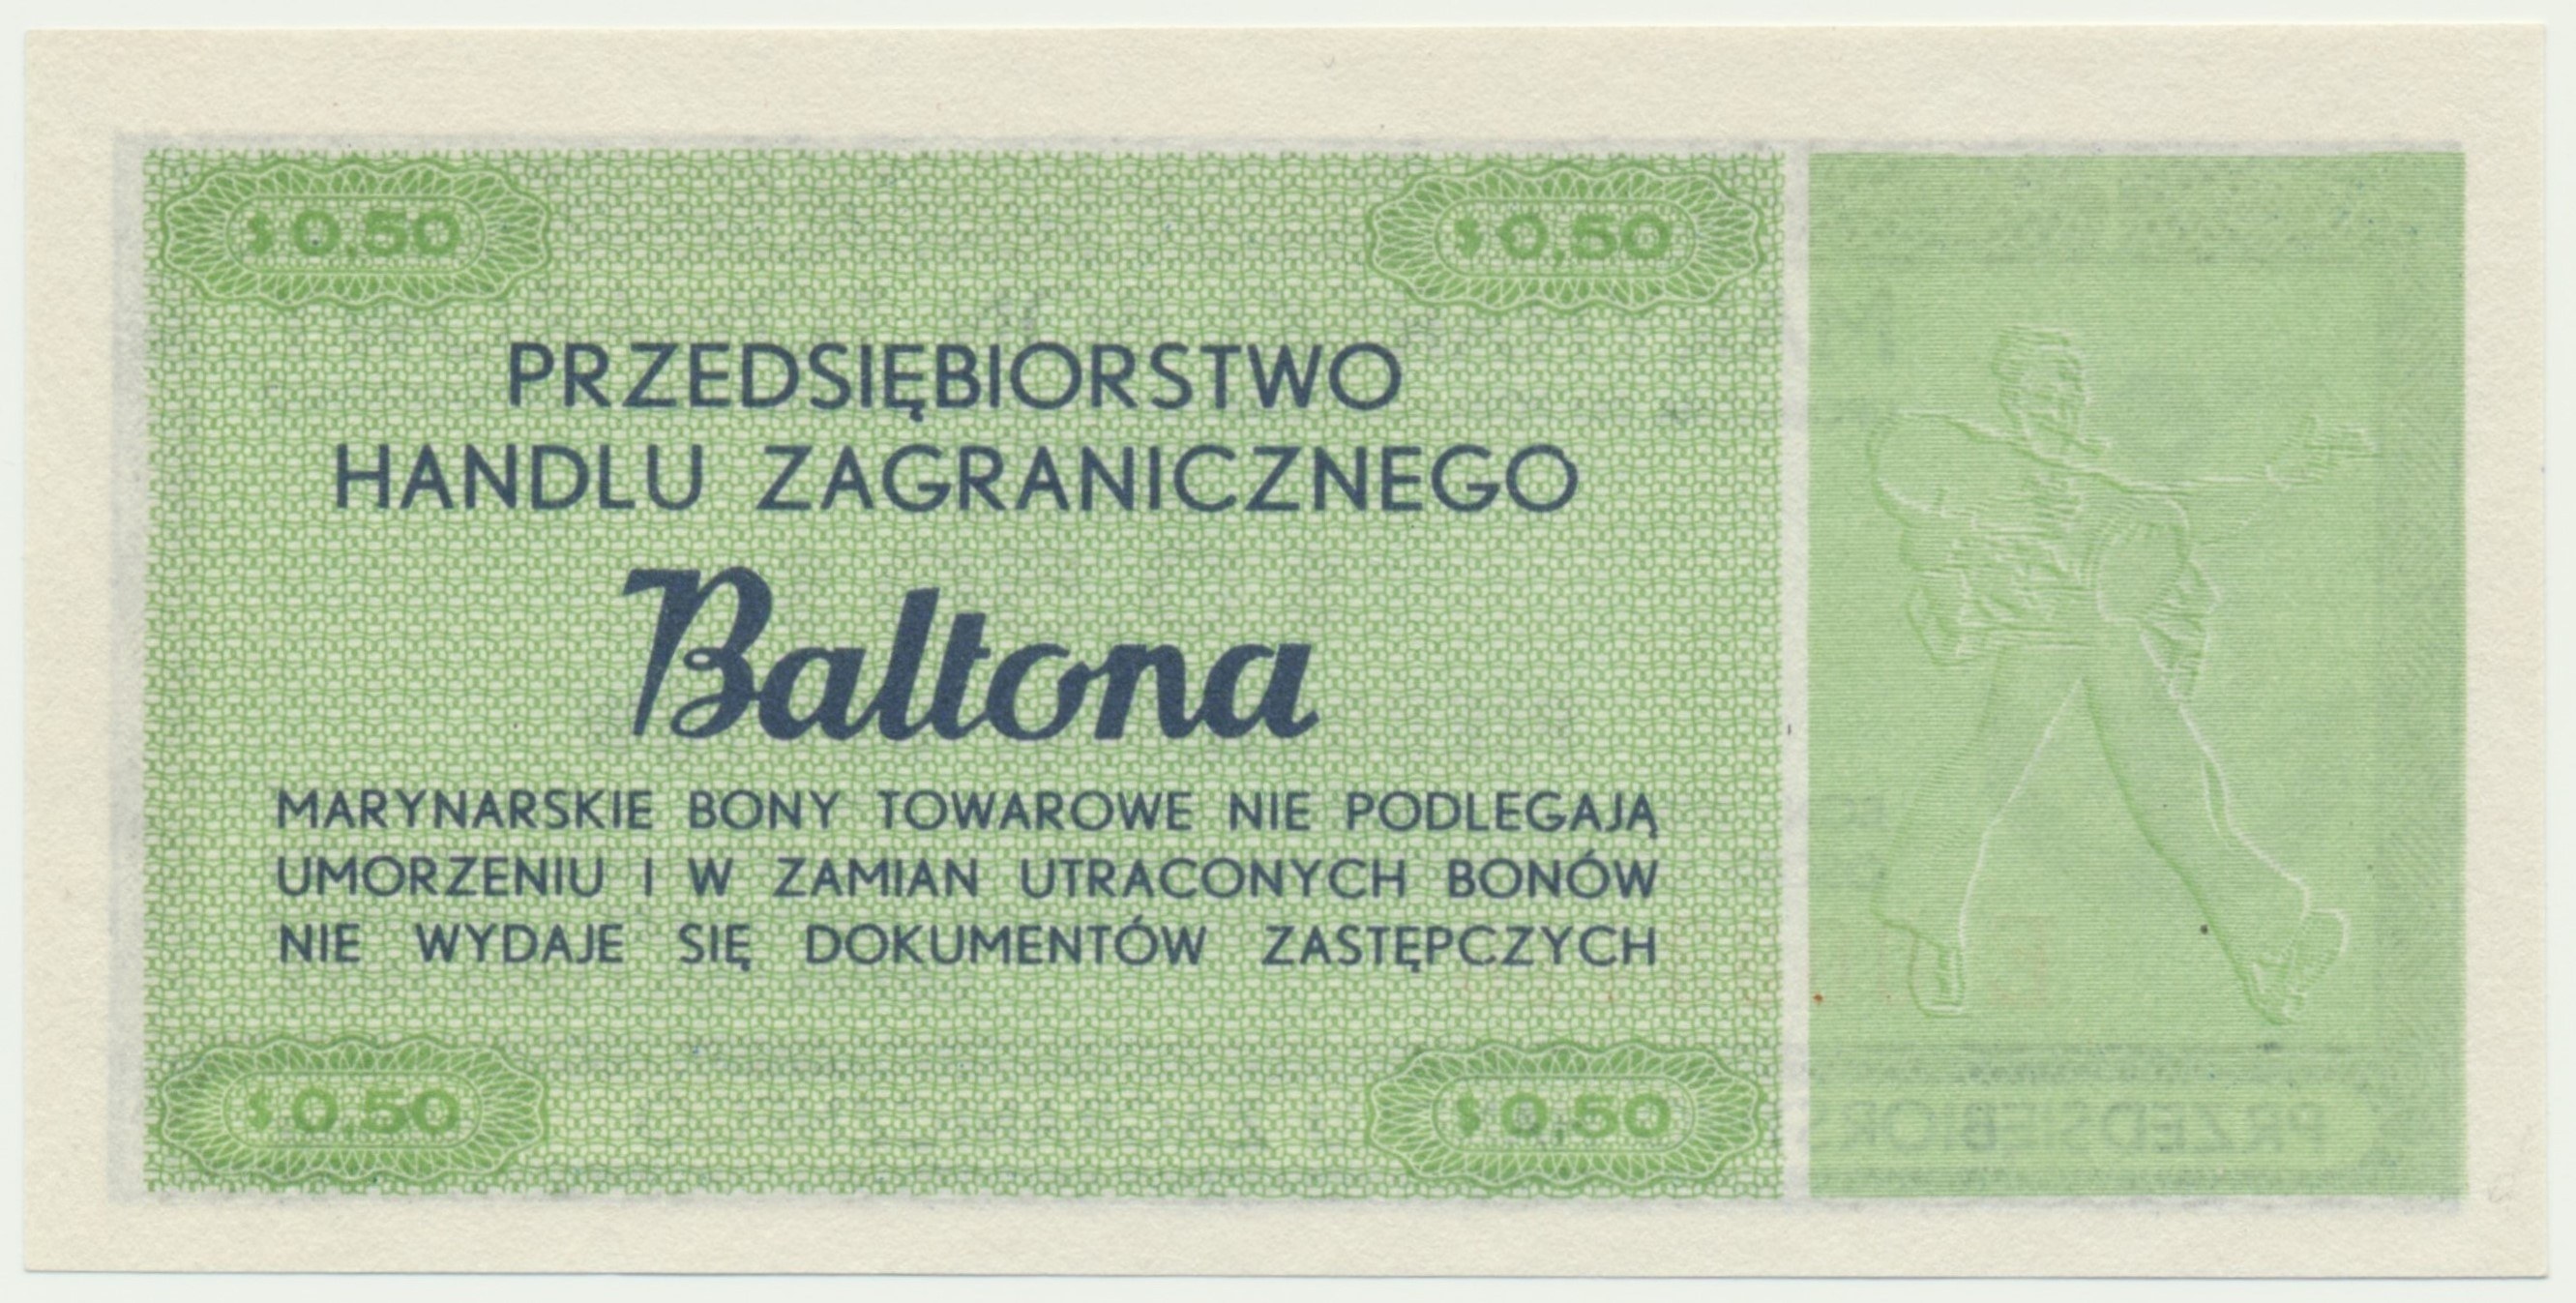 $ 0,50 $ 0,50
PRZEDSIĘBIORSTWO
HANDLU ZAGRANICZNEGO
Baltona
MARYNARSKIE BONY TOWAROWE NIE PODLEGAJĄ
UMORZENIU I W ZAMIAN UTRACONYCH BONÓW
NIE WYDAJE SIĘ DOKUMENTÓW ZASTĘPCZYCH
$ 0,50 $ 0,50